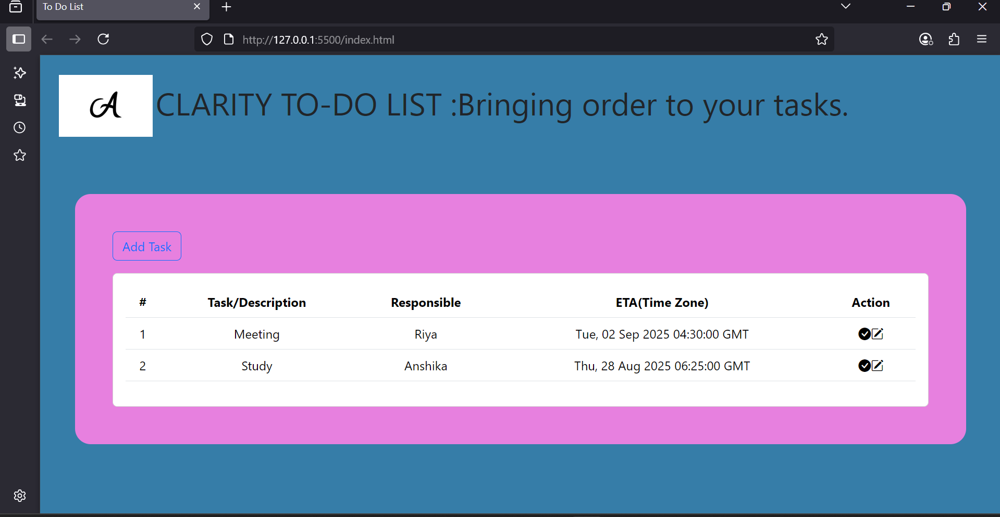 To Do List
http://127.0.0.1:5500/index.html
A CLARITY TO-DO LIST :Bringing order to your tasks.
Add Task
# Task/Description Responsible ETA(Time Zone) Action
1 Meeting Riya Tue, 02 Sep 2025 04:30:00 GMT
2 Study Anshika Thu, 28 Aug 2025 06:25:00 GMT